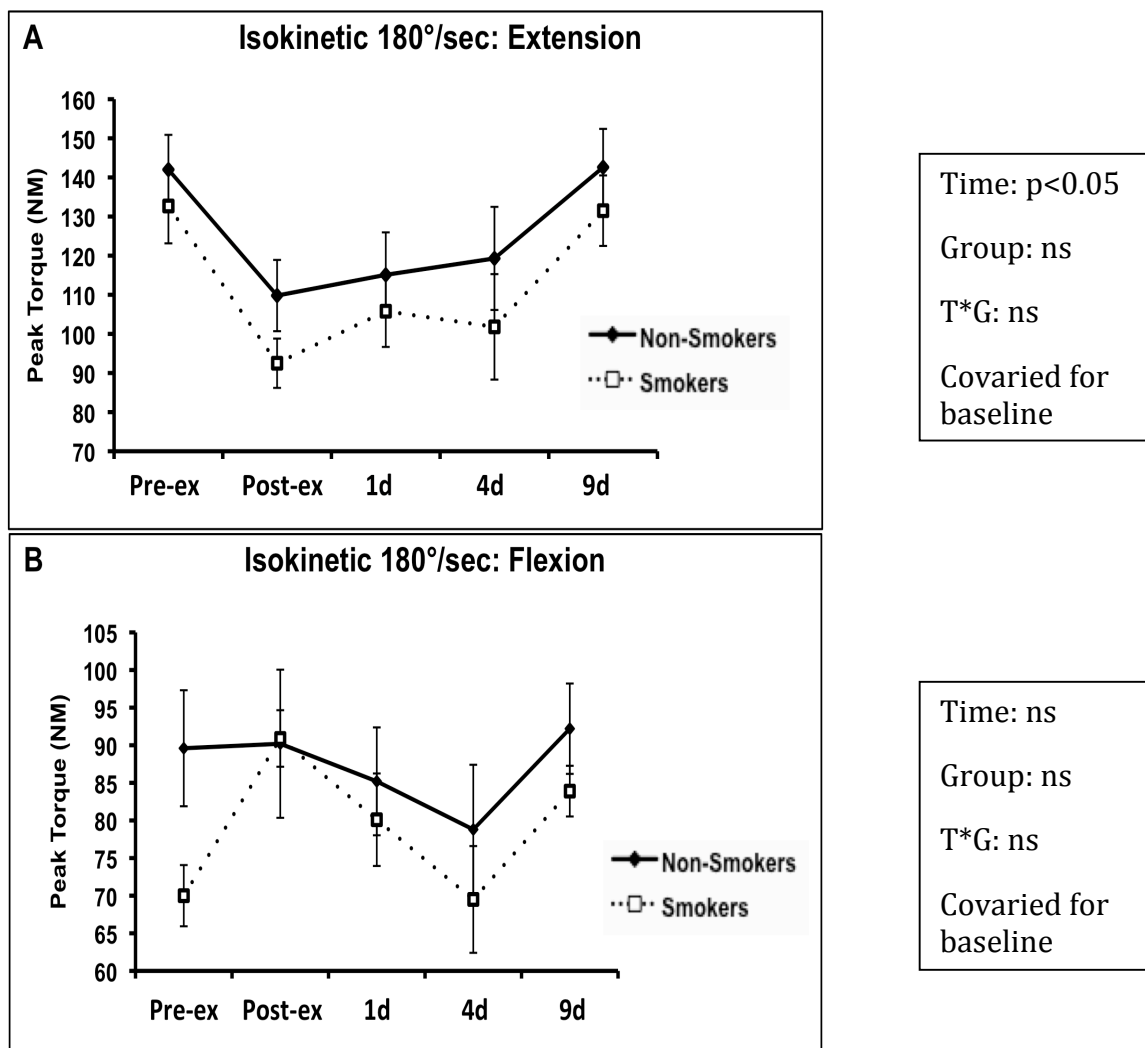 A
Isokinetic 180°/sec: Extension
Peak Torque (NM)
160
150
140
130
120
110
100
90
80
70
Pre-ex Post-ex 1d 4d 9d
Non-Smokers
Smokers
Time: p<0.05
Group: ns
T*G: ns
Covaried for
baseline
B
Isokinetic 180°/sec: Flexion
Peak Torque (NM)
105
100
95
90
85
80
75
70
65
60
Pre-ex Post-ex 1d 4d 9d
Non-Smokers
Smokers
Time: ns
Group: ns
T*G: ns
Covaried for
baseline